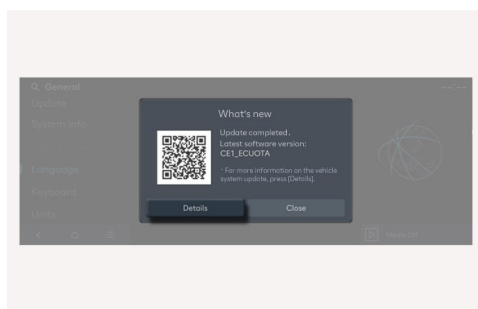 General
Update
System Info
Language
Keyboard
Units
What's new
Update completed.
Latest software version:
CE1_ECUOTA
* For more information on the vehicle
system update, press [Details].
Details
Close
Media Off